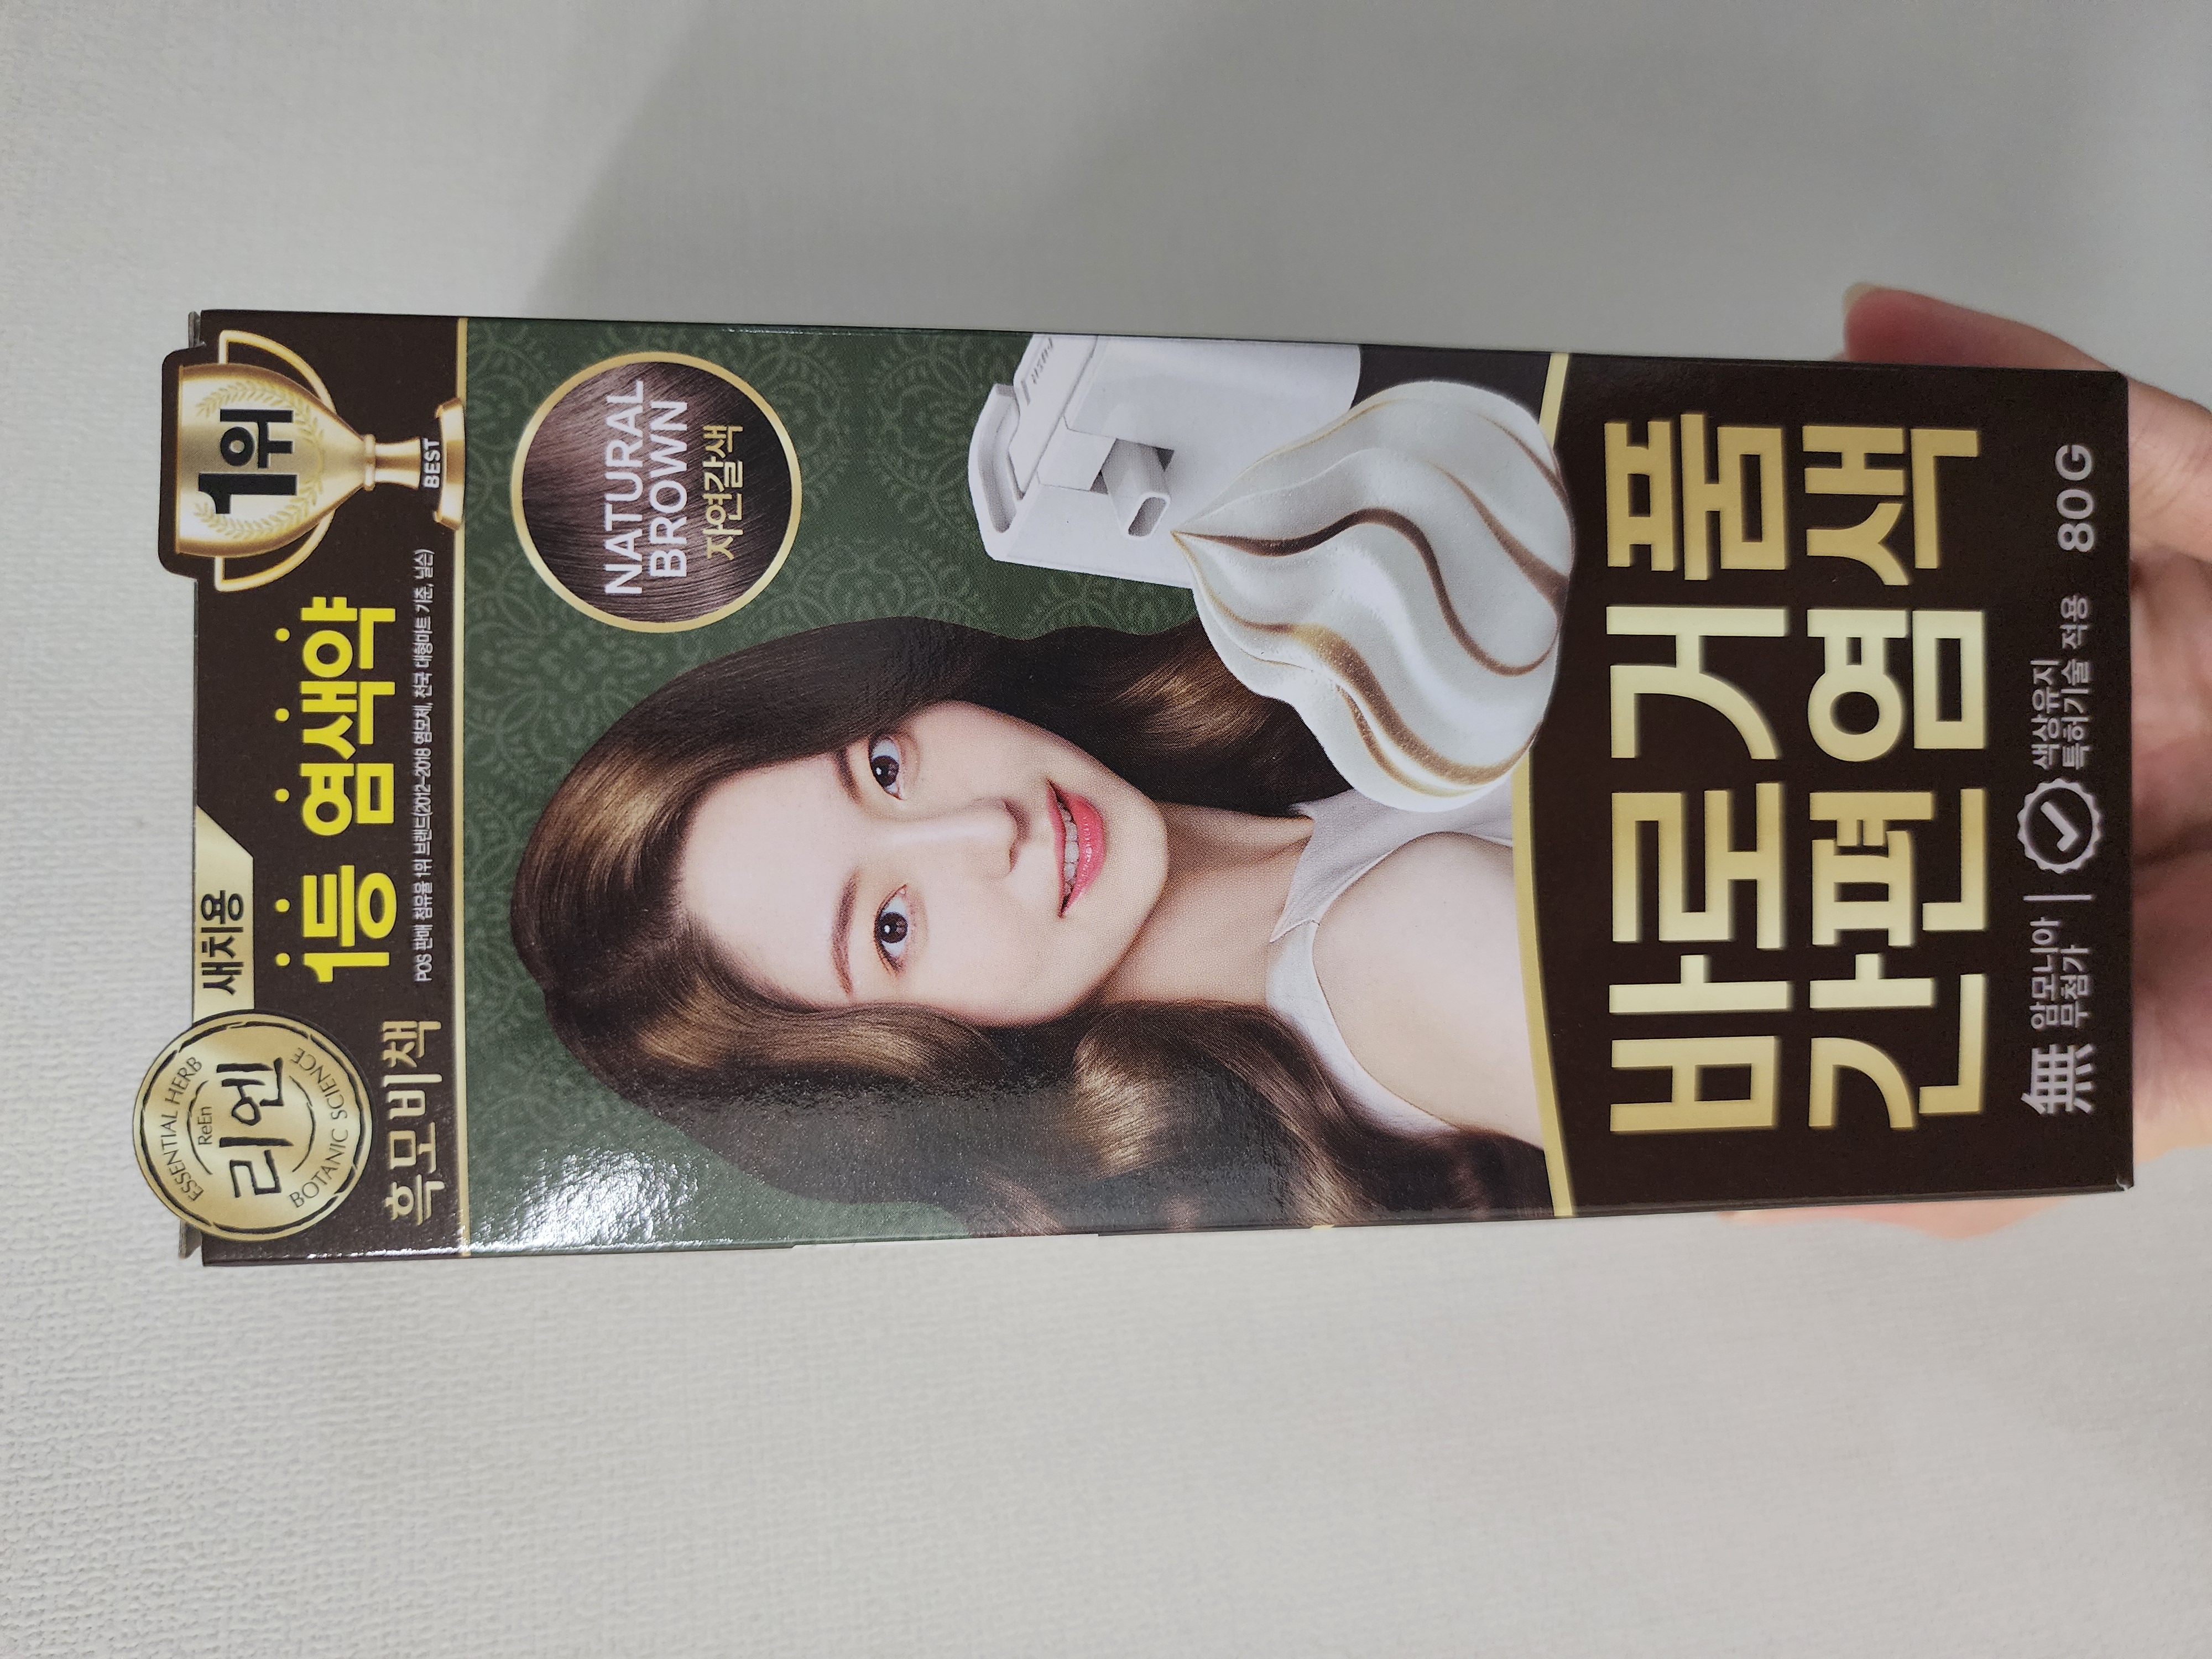 ESSENTIAL HERB
ReEn
리엔
BOTANIC SCIENCE
새치용
1위
BEST
흑모비책
1등 염색약
POS 판매 점유율 1위 브랜드(2012-2018 염모제, 전국 대형마트 기준, 닐슨)
NATURAL
BROWN
자연갈색
PUSH
바로거품
간편염색
無 암모니아
무첨가
색상유지
특허기술 적용
80G